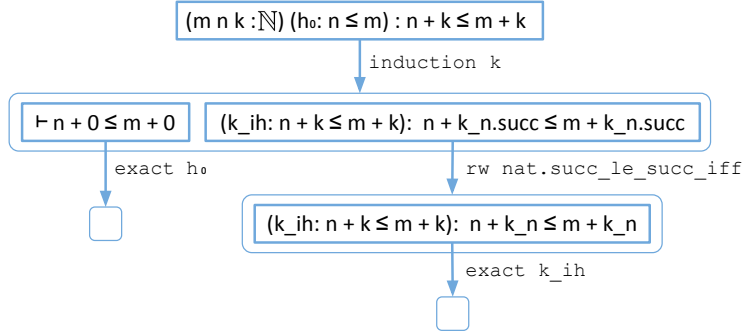 (m n k :ℕ) (h₀: n ≤ m) : n + k ≤ m + k
induction k
⊢ n + 0 ≤ m + 0
(k_ih: n + k ≤ m + k): n + k_n.succ ≤ m + k_n.succ
exact h₀
rw nat.succ_le_succ_iff
(k_ih: n + k ≤ m + k): n + k_n ≤ m + k_n
exact k_ih